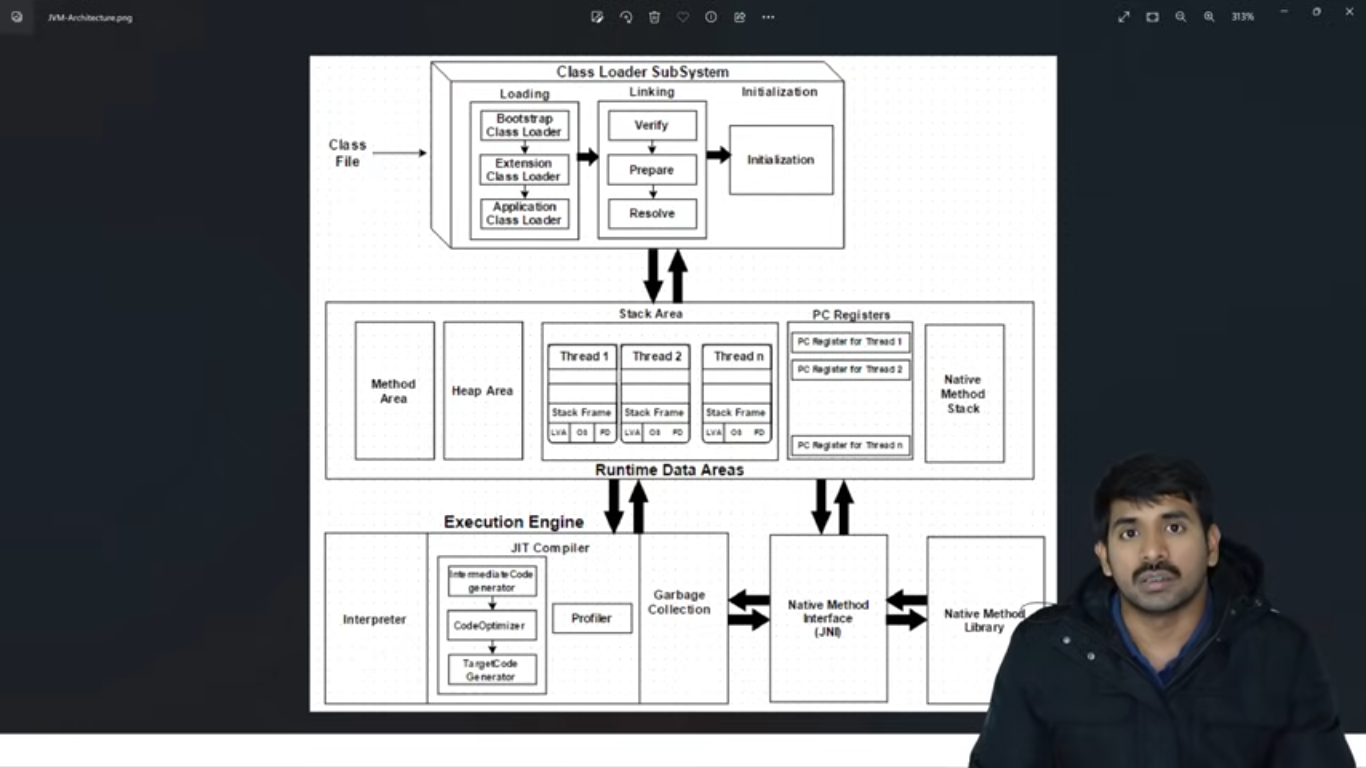 JVM-Architecture.png
313%
Class Loader SubSystem
Loading
Linking
Initialization
Bootstrap
Class Loader
Extension
Class Loader
Application
Class Loader
Verify
Prepare
Resolve
Initialization
Class
File
Stack Area
PC Registers
Method
Area
Heap Area
Thread 1
Thread 2
Thread n
Stack Frame
Stack Frame
Stack Frame
LVA OS FD
LVA OS FD
LVA OS FD
PC Register for Thread 1
PC Register for Thread 2
PC Register for Thread n
Native
Method
Stack
Runtime Data Areas
Execution Engine
JIT Compiler
Interpreter
IntermediateCode
generator
CodeOptimizer
TargetCode
Generator
Profiler
Garbage
Collection
Native Method
Interface
(JNI)
Native Method
Library